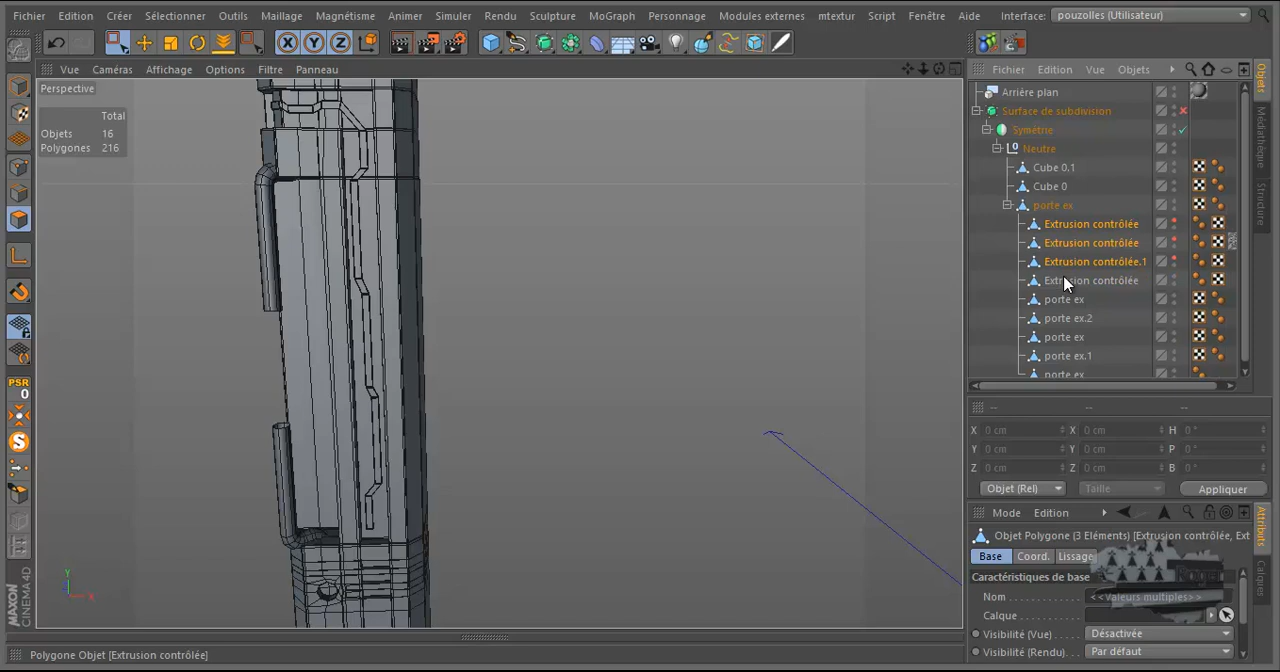 Fichier Edition Créer Sélectionner Outils Maillage Magnétisme Animer Simuler Rendu Sculpture MoGraph Personnage Modules externes mtextur Script Fenêtre Aide Interface: pouzolles (Utilisateur)
X Y Z
Vue Caméras Affichage Options Filtre Panneau
Fichier Edition Vue Objets
Perspective
Total
Objets 16
Polygones 216
Arrière plan
Surface de subdivision
Symétrie
Neutre
Cube 0.1
Cube 0
porte ex
Extrusion contrôlée
Extrusion contrôlée
Extrusion contrôlée.1
Extrusion contrôlée
porte ex
porte ex.2
porte ex
porte ex.1
porte ex
Objets
Médiathèque
Structure
PSR
0
S
-- -- --
X 0 cm X 0 cm H 0 °
Y 0 cm Y 0 cm P 0 °
Z 0 cm Z 0 cm B 0 °
Objet (Rel) Taille Appliquer
Mode Edition
Objet Polygone (3 Eléments) [Extrusion contrôlée, Ext
Base Coord. Lissage
Caractéristiques de base
Nom <<Valeurs multiples>>
Calque
Visibilité (Vue) Désactivée
Visibilité (Rendu) Par défaut
Attributs
Calques
Y
X
MAXON
CINEMA 4D
Polygone Objet [Extrusion contrôlée]